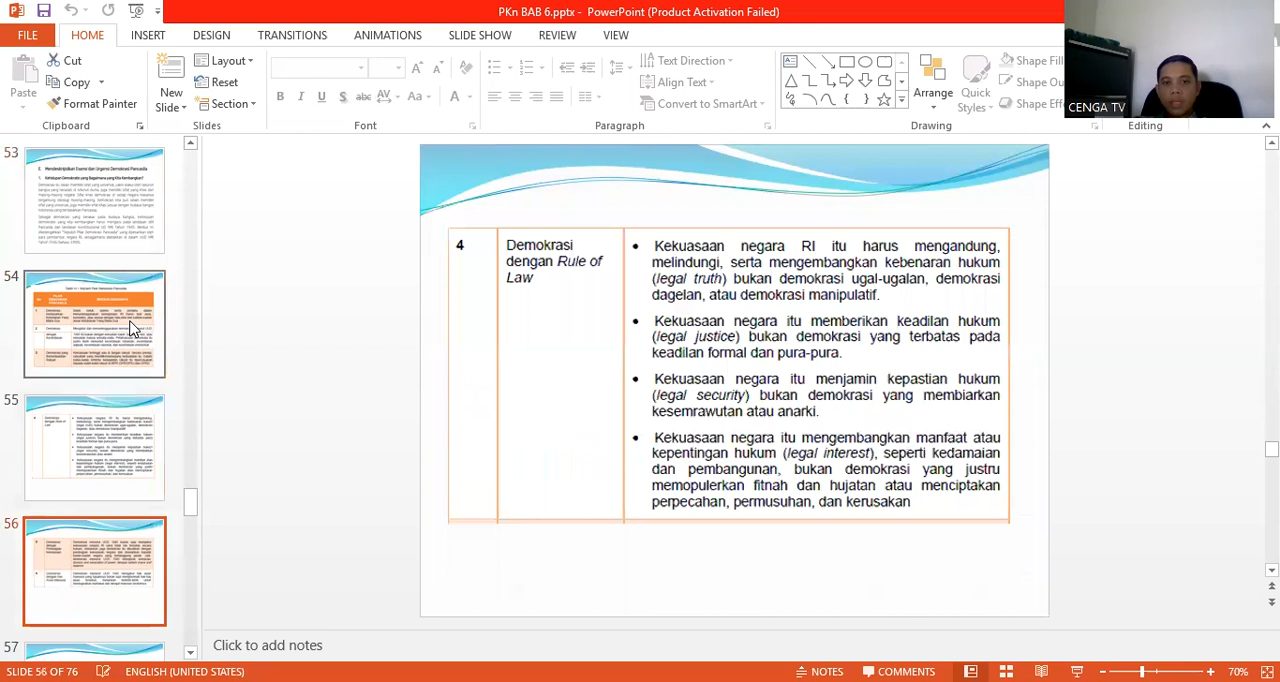 PKn BAB 6.pptx - PowerPoint (Product Activation Failed)
FILE HOME INSERT DESIGN TRANSITIONS ANIMATIONS SLIDE SHOW REVIEW VIEW
Paste
Cut
Copy
Format Painter
Clipboard
New Slide
Layout
Reset
Section
Slides
Font
Text Direction
Align Text
Convert to SmartArt
Paragraph
Arrange
Quick Styles
Shape Fill
Shape Ou
Shape Effe
Drawing
Editing
CENGA TV
53
54
55
56
57
4
Demokrasi
dengan Rule of
Law
• Kekuasaan negara RI itu harus mengandung,
melindungi, serta mengembangkan kebenaran hukum
(legal truth) bukan demokrasi ugal-ugalan, demokrasi
dagelan, atau demokrasi manipulatif.
• Kekuasaan negara itu memberikan keadilan hukum
(legal justice) bukan demokrasi yang terbatas pada
keadilan formal dan pura-pura.
• Kekuasaan negara itu menjamin kepastian hukum
(legal security) bukan demokrasi yang membiarkan
kesemrawutan atau anarki.
• Kekuasaan negara itu mengembangkan manfaat atau
kepentingan hukum (legal interest), seperti kedamaian
dan pembangunan, bukan demokrasi yang justru
memopulerkan fitnah dan hujatan atau menciptakan
perpecahan, permusuhan, dan kerusakan
Click to add notes
SLIDE 56 OF 76 ENGLISH (UNITED STATES) NOTES COMMENTS 70%